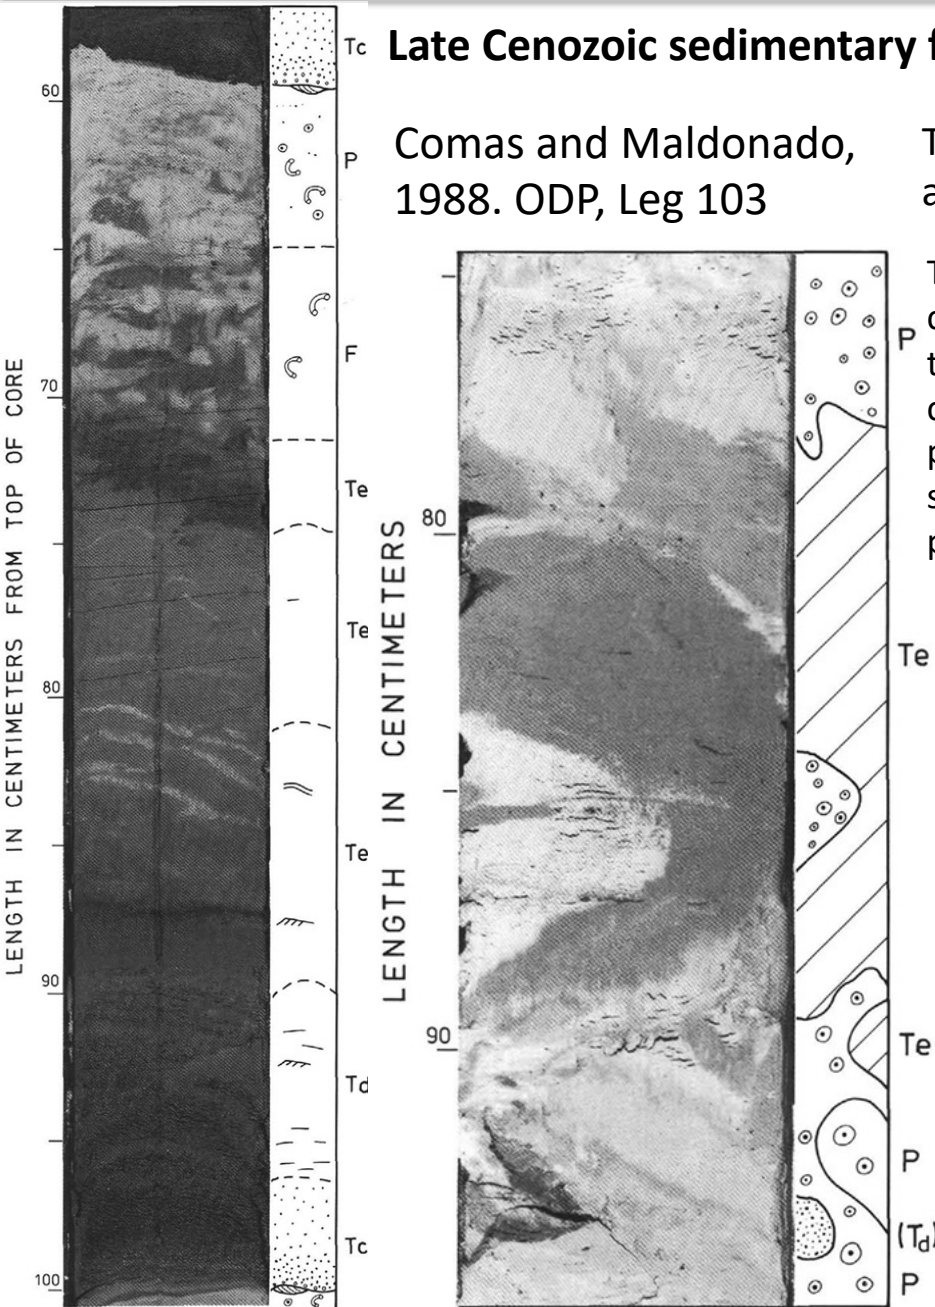 Late Cenozoic sedimentary
Comas and Maldonado,
1988. ODP, Leg 103
LENGTH IN CENTIMETERS FROM TOP OF CORE
60
70
80
90
100
Tc
P
F
Te
Te
Te
Td
Tc
LENGTH IN CENTIMETERS
80
90
P
Te
Te
P
(Td)
P